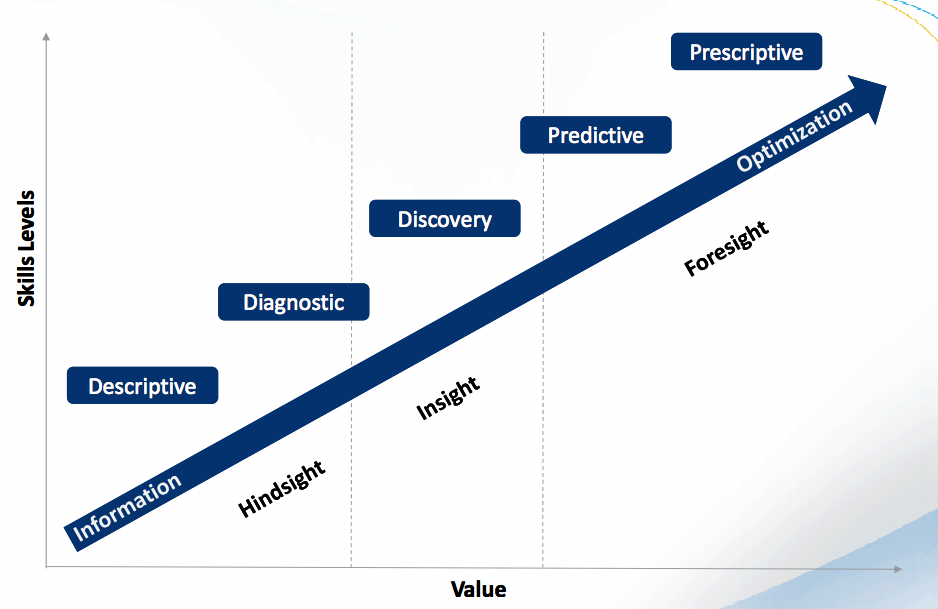 Prescriptive
Predictive
Optimization
Discovery
Foresight
Skills Levels
Diagnostic
Descriptive
Insight
Hindsight
Information
Value